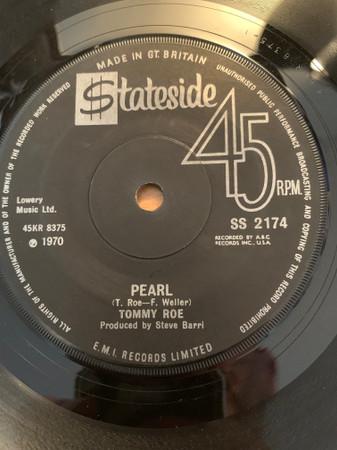 MADE IN GT. BRITAIN
UNAUTHORISED PUBLIC PERFORMANCE BROADCASTING AND COPYING OF THIS RECORD PROHIBITED
ALL RIGHTS OF THE MANUFACTURER AND OF THE OWNER OF THE RECORDED WORK RESERVED
$tateside
45
R.P.M.
Lowery
Music Ltd.
45KR 8375
℗ 1970
SS 2174
RECORDED BY A.B.C
RECORDS INC., U.S.A.
PEARL
(T. Roe—F. Weller)
TOMMY ROE
Produced by Steve Barri
E.M.I. RECORDS LIMITED